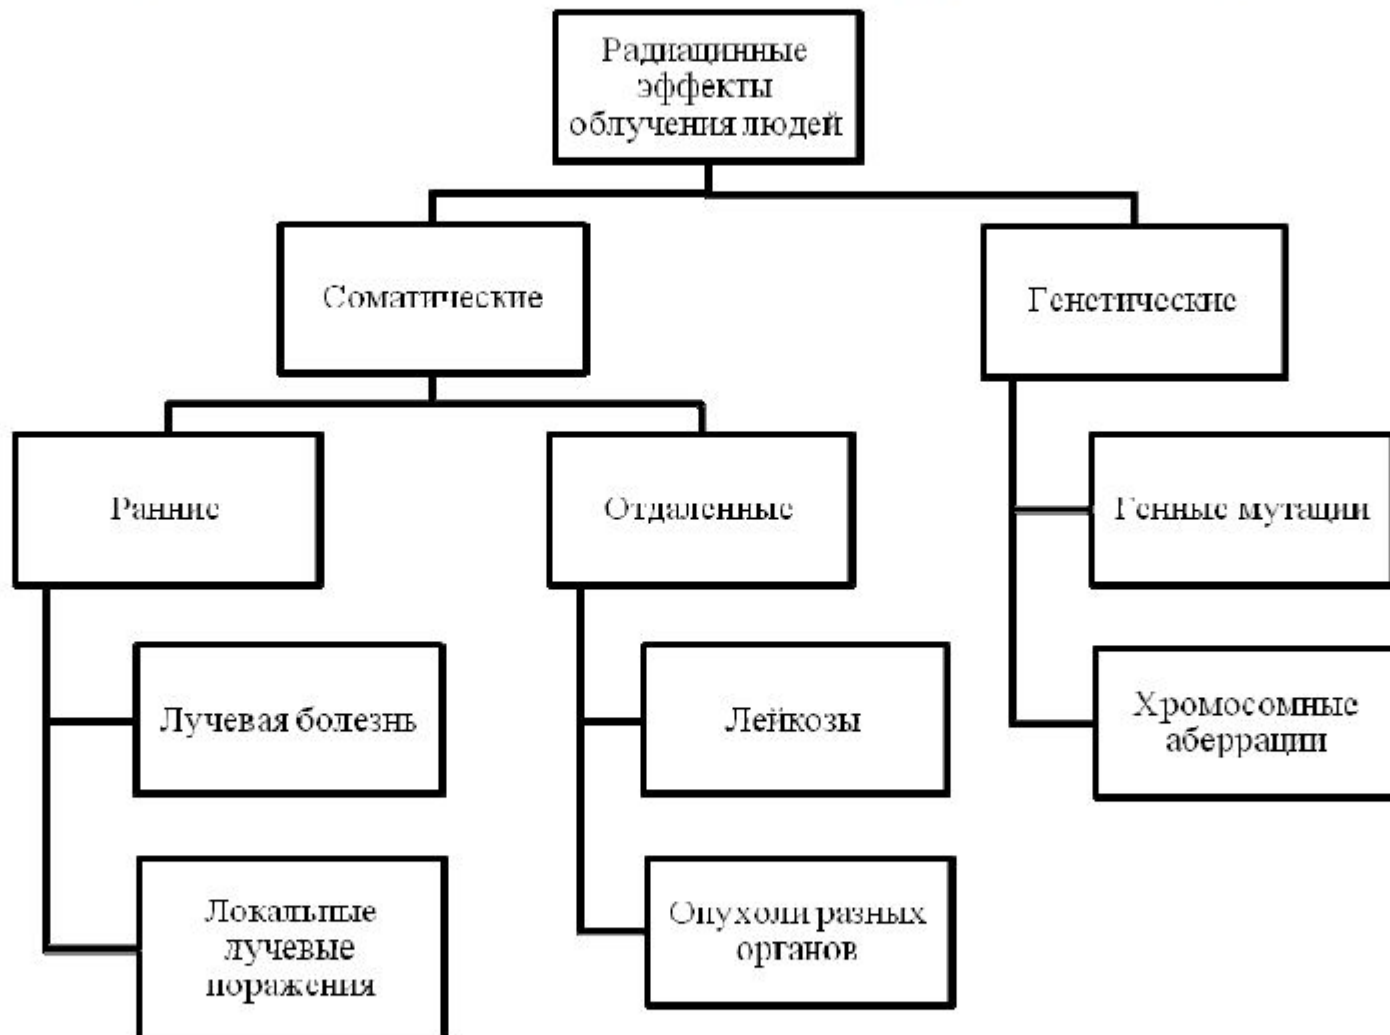 Радиацинные
эффекты
облучения людей
Соматические
Генетические
Ранние
Отдаленные
Генные мутации
Лучевая болезнь
Лейкозы
Хромосомные
аберрации
Локальные
лучевые
поражения
Опухоли разных
органов